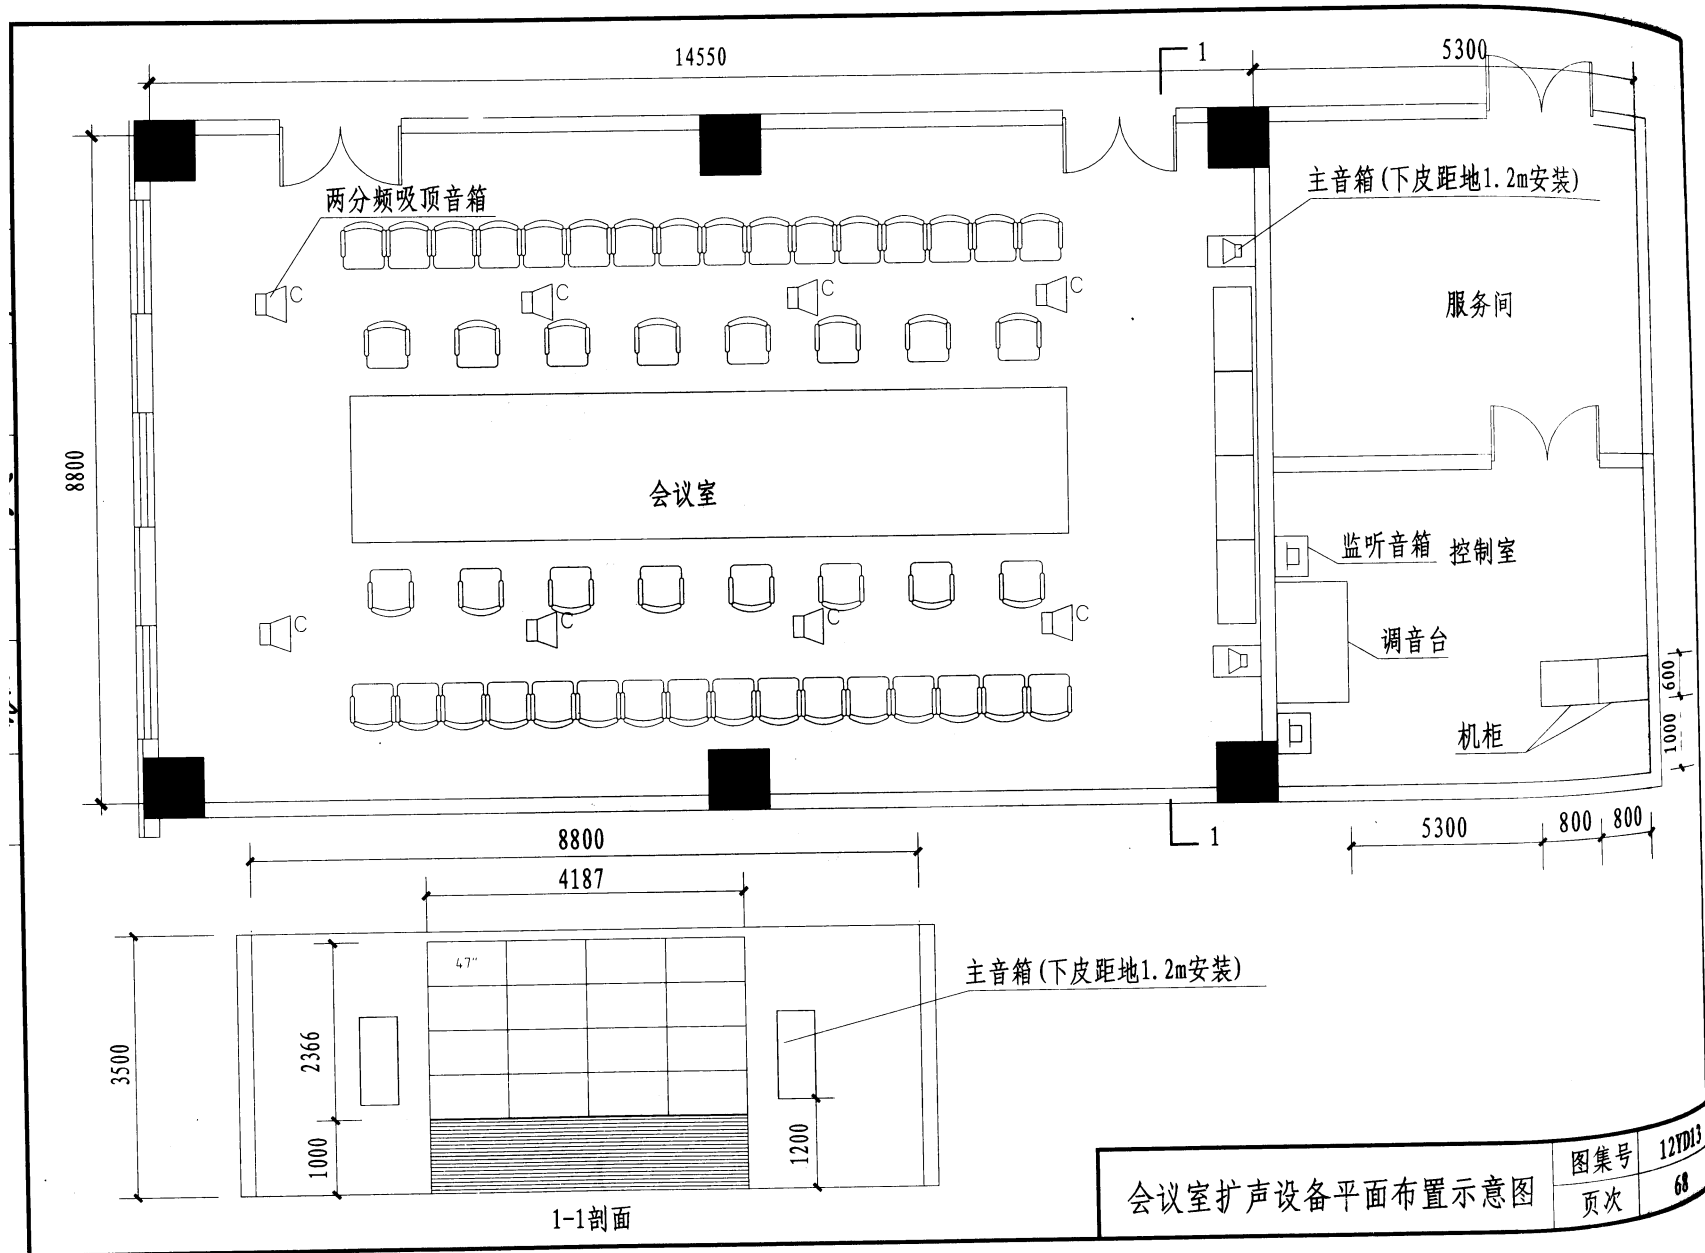 14550
1
5300
两分频吸顶音箱
主音箱(下皮距地1.2m安装)
C
C
C
C
服务间
8800
会议室
监听音箱
控制室
C
C
C
C
调音台
600
机柜
1000
1
5300
800
800
8800
4187
47"
主音箱(下皮距地1.2m安装)
3500
2366
1000
1200
1-1剖面
会议室扩声设备平面布置示意图
图集号
12YD13
页次
68